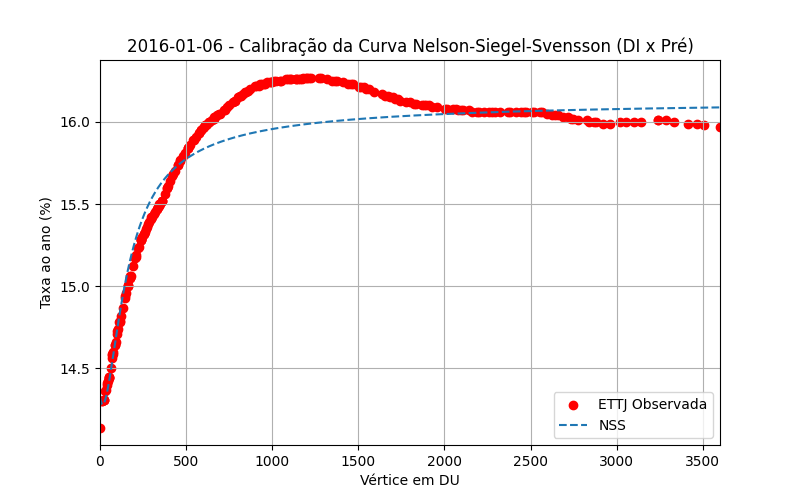 2016-01-06 - Calibração da Curva Nelson-Siegel-Svensson (DI x Pré)
Taxa ao ano (%)
16.0
15.5
15.0
14.5
0 500 1000 1500 2000 2500 3000 3500
Vértice em DU
ETTJ Observada
NSS